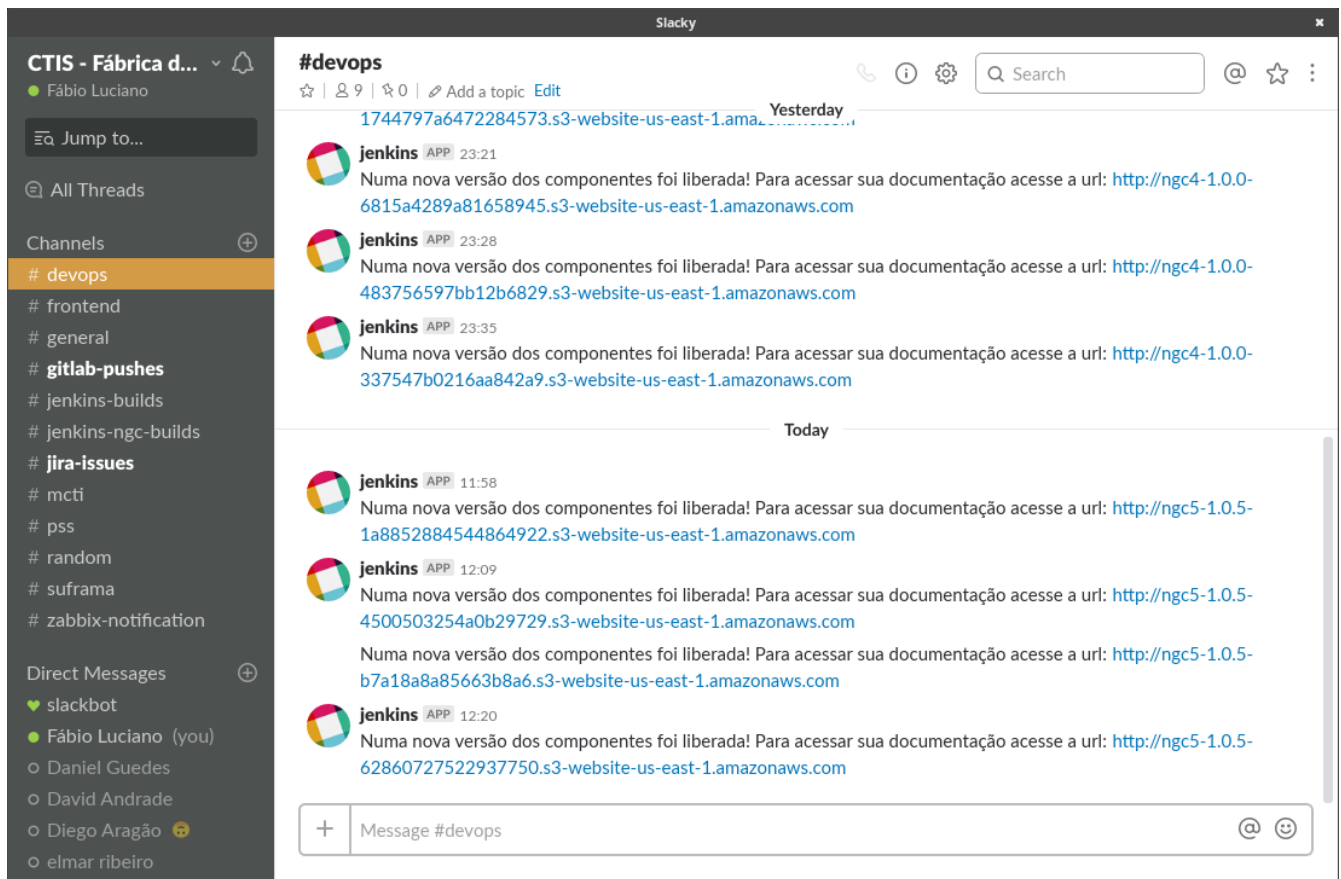 Slacky
CTIS - Fábrica d...
Fábio Luciano
Jump to...
All Threads
Channels
# devops
# frontend
# general
# gitlab-pushes
# jenkins-builds
# jenkins-ngc-builds
# jira-issues
# mcti
# pss
# random
# suframa
# zabbix-notification
Direct Messages
slackbot
Fábio Luciano (you)
Daniel Guedes
David Andrade
Diego Aragão
elmar ribeiro
#devops
9 | 0 | Add a topic Edit
Search
Yesterday
1744797a6472284573.s3-website-us-east-1.amazonaws.com
jenkins APP 23:21
Numa nova versão dos componentes foi liberada! Para acessar sua documentação acesse a url: http://ngc4-1.0.0-
6815a4289a81658945.s3-website-us-east-1.amazonaws.com
jenkins APP 23:28
Numa nova versão dos componentes foi liberada! Para acessar sua documentação acesse a url: http://ngc4-1.0.0-
483756597bb12b6829.s3-website-us-east-1.amazonaws.com
jenkins APP 23:35
Numa nova versão dos componentes foi liberada! Para acessar sua documentação acesse a url: http://ngc4-1.0.0-
337547b0216aa842a9.s3-website-us-east-1.amazonaws.com
Today
jenkins APP 11:58
Numa nova versão dos componentes foi liberada! Para acessar sua documentação acesse a url: http://ngc5-1.0.5-
1a8852884544864922.s3-website-us-east-1.amazonaws.com
jenkins APP 12:09
Numa nova versão dos componentes foi liberada! Para acessar sua documentação acesse a url: http://ngc5-1.0.5-
4500503254a0b29729.s3-website-us-east-1.amazonaws.com
Numa nova versão dos componentes foi liberada! Para acessar sua documentação acesse a url: http://ngc5-1.0.5-
b7a18a8a85663b8a6.s3-website-us-east-1.amazonaws.com
jenkins APP 12:20
Numa nova versão dos componentes foi liberada! Para acessar sua documentação acesse a url: http://ngc5-1.0.5-
62860727522937750.s3-website-us-east-1.amazonaws.com
Message #devops